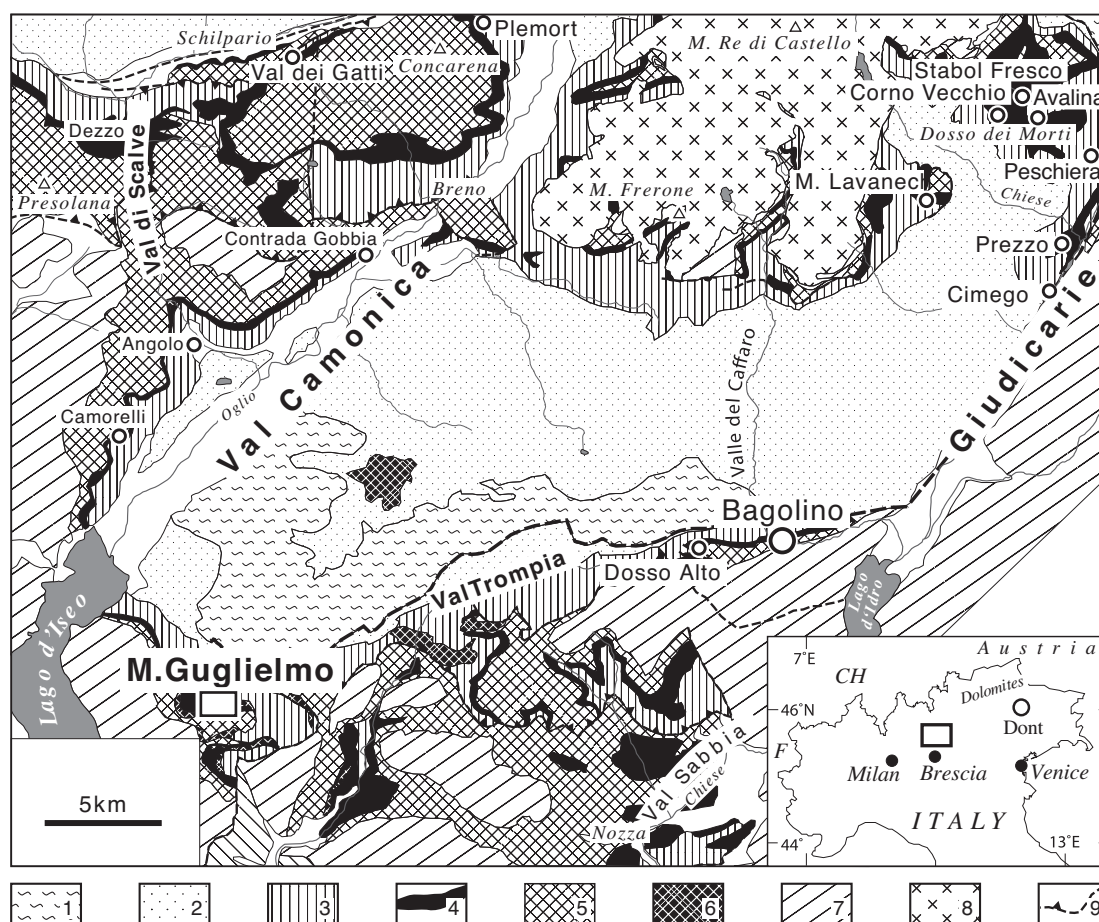 Schilpario
Val dei Gatti
Concarena
Plemort
M. Re di Castello
Stabol Fresco
Corno Vecchio
Avalina
Dosso dei Morti
Peschiera
Chiese
Dezzo
Val di Scalve
Presolana
Breno
M. Frerone
M. Lavaneci
Contrada Gobbia
Prezzo
Cimego
Angolo
Val Camonica
Oglio
Valle del Caffaro
Giudicarie
Camorelli
Bagolino
Dosso Alto
Val Trompia
Lago d'Iseo
Lago d'Idro
M.Guglielmo
Val Sabbia
Chiese
Nozza
5km
7°E
Austria
CH
Dolomites
46°N
Dont
F
Milan
Brescia
Venice
ITALY
44°
13°E
1 2 3 4 5 6 7 8 9